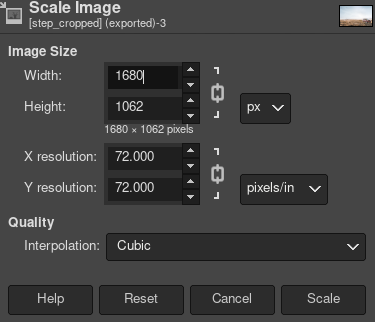 Scale Image
[step_cropped] (exported)-3
Image Size
Width: 1680
Height: 1062 px
1680 × 1062 pixels
X resolution: 72.000
Y resolution: 72.000 pixels/in
Quality
Interpolation: Cubic
Help Reset Cancel Scale